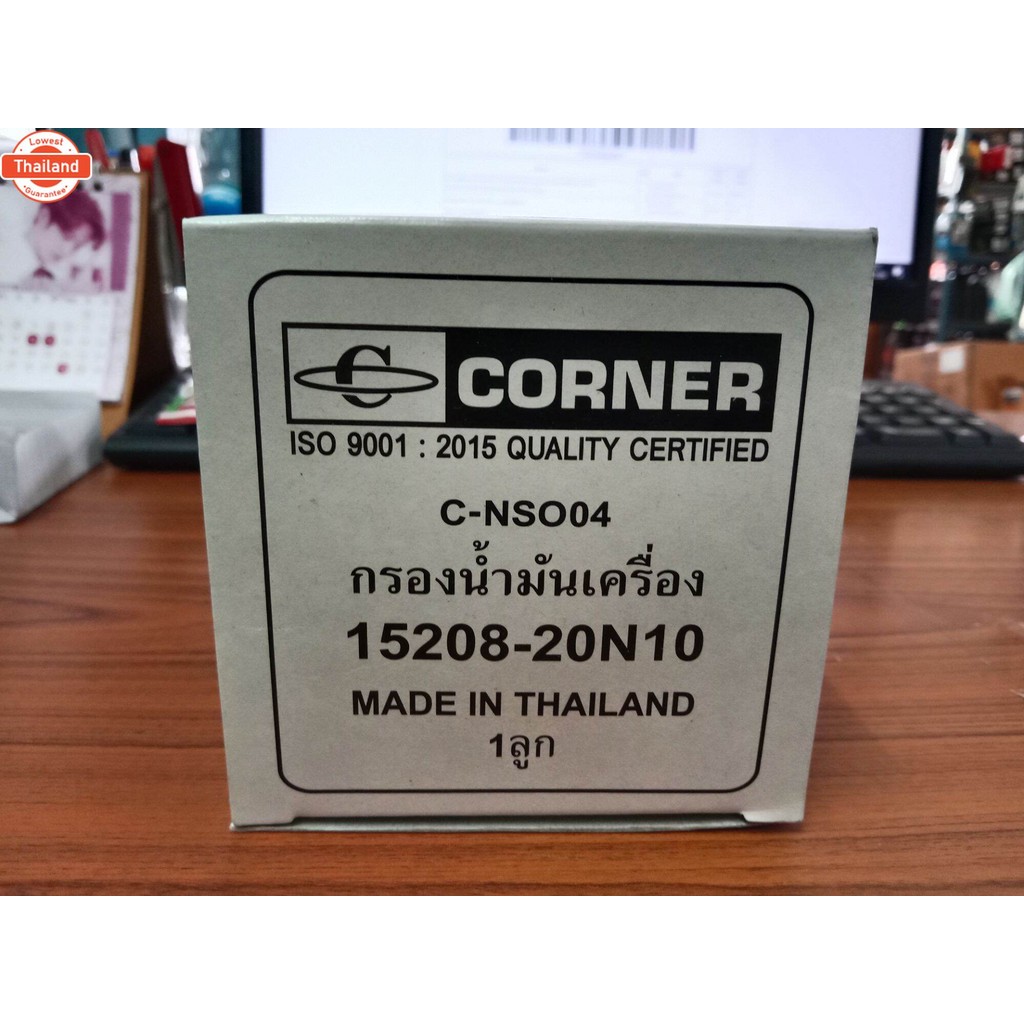 Lowest
Thailand
Guarantee
C CORNER
ISO 9001 : 2015 QUALITY CERTIFIED
C-NSO04
กรองน้ำมันเครื่อง
15208-20N10
MADE IN THAILAND
1ลูก